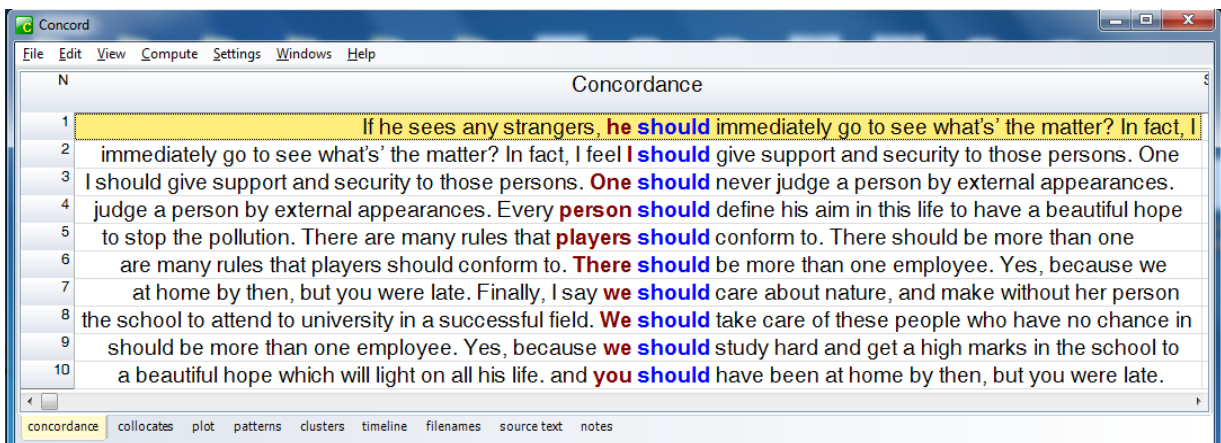 Concord
File Edit View Compute Settings Windows Help
N Concordance
1 If he sees any strangers, he should immediately go to see what's' the matter? In fact, I
2 immediately go to see what's' the matter? In fact, I feel I should give support and security to those persons. One
3 I should give support and security to those persons. One should never judge a person by external appearances.
4 judge a person by external appearances. Every person should define his aim in this life to have a beautiful hope
5 to stop the pollution. There are many rules that players should conform to. There should be more than one
6 are many rules that players should conform to. There should be more than one employee. Yes, because we
7 at home by then, but you were late. Finally, I say we should care about nature, and make without her person
8 the school to attend to university in a successful field. We should take care of these people who have no chance in
9 should be more than one employee. Yes, because we should study hard and get a high marks in the school to
10 a beautiful hope which will light on all his life. and you should have been at home by then, but you were late.
concordance collocates plot patterns clusters timeline filenames source text notes